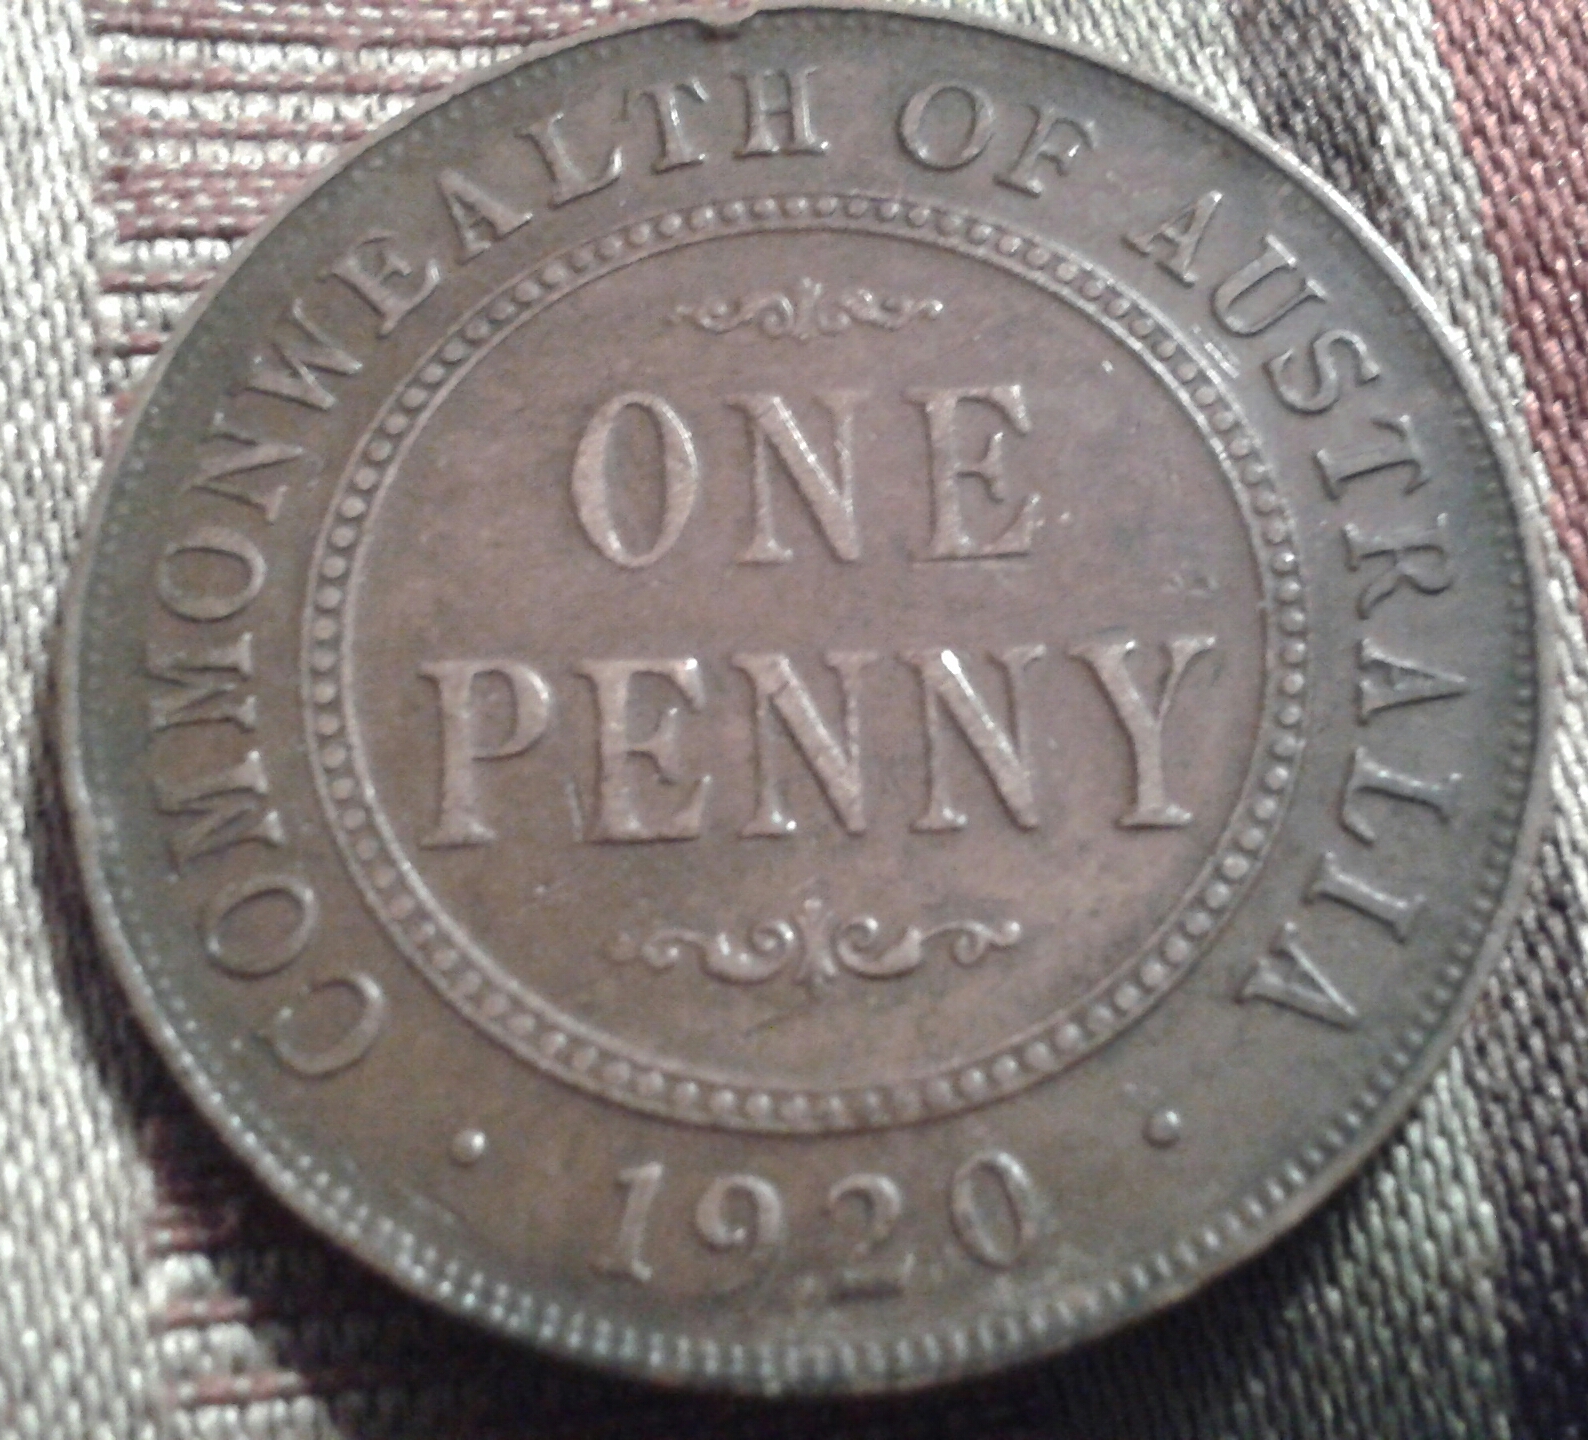 COMMONWEALTH OF AUSTRALIA
ONE
PENNY
· 1920 ·